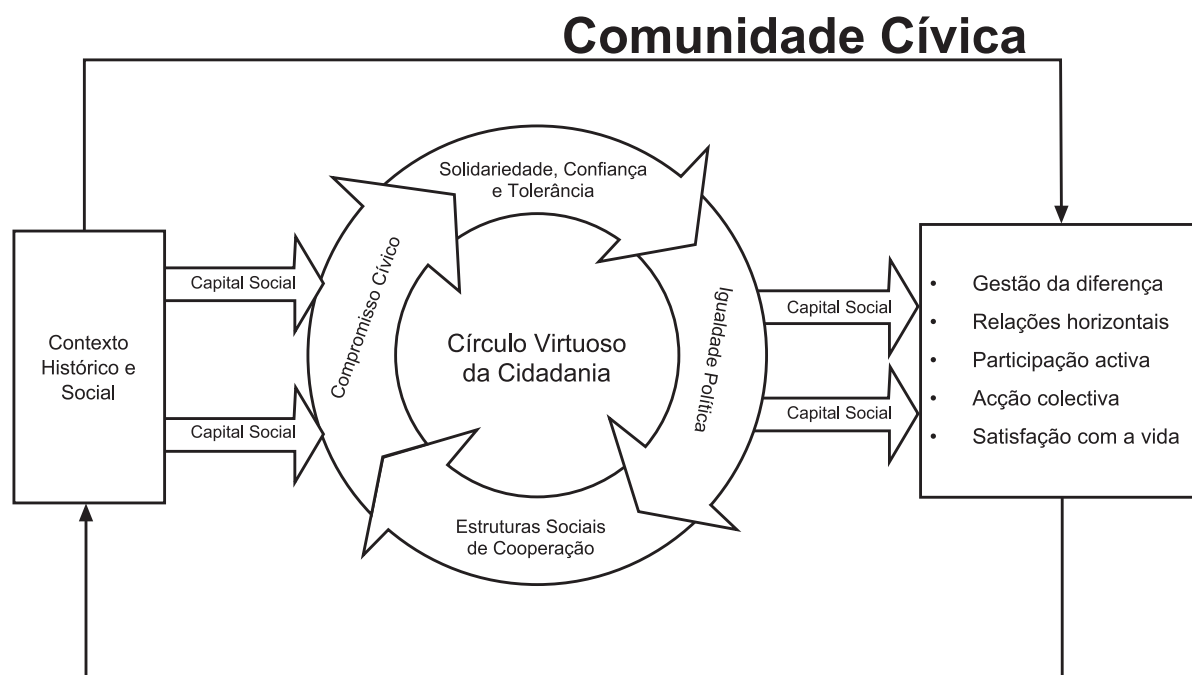 Comunidade Cívica
Solidariedade, Confiança
e Tolerância
Contexto
Histórico e
Social
Capital Social
Capital Social
Compromisso Cívico
Círculo Virtuoso
da Cidadania
Igualdade Política
Estruturas Sociais
de Cooperação
Capital Social
Capital Social
• Gestão da diferença
• Relações horizontais
• Participação activa
• Acção colectiva
• Satisfação com a vida